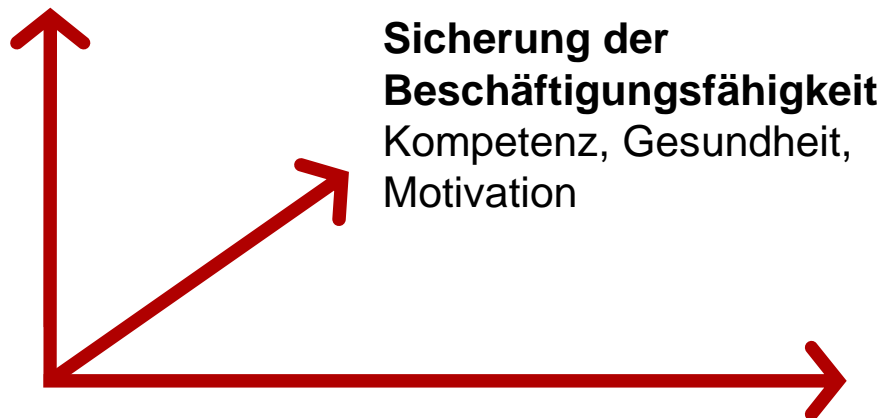 Sicherung der
Beschäftigungsfähigkeit
Kompetenz, Gesundheit,
Motivation